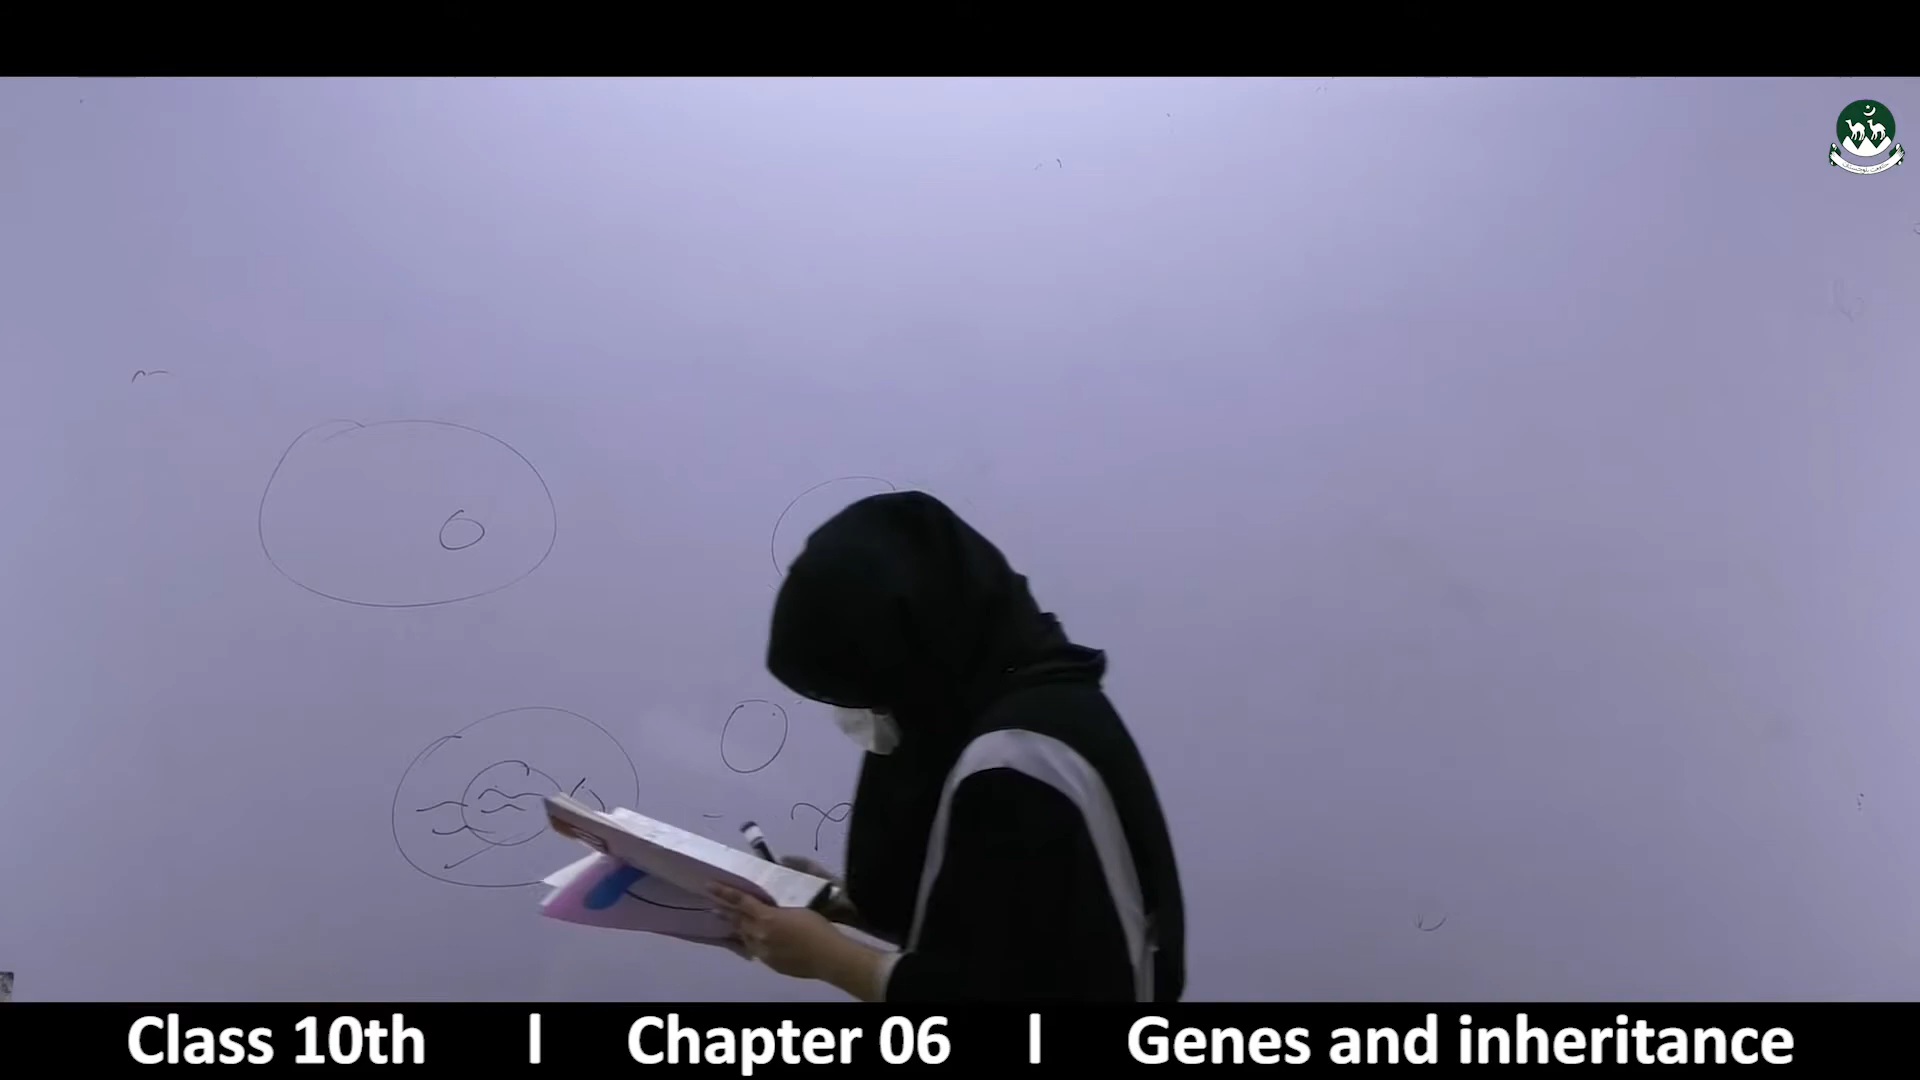 Class 10th | Chapter 06 | Genes and inheritance